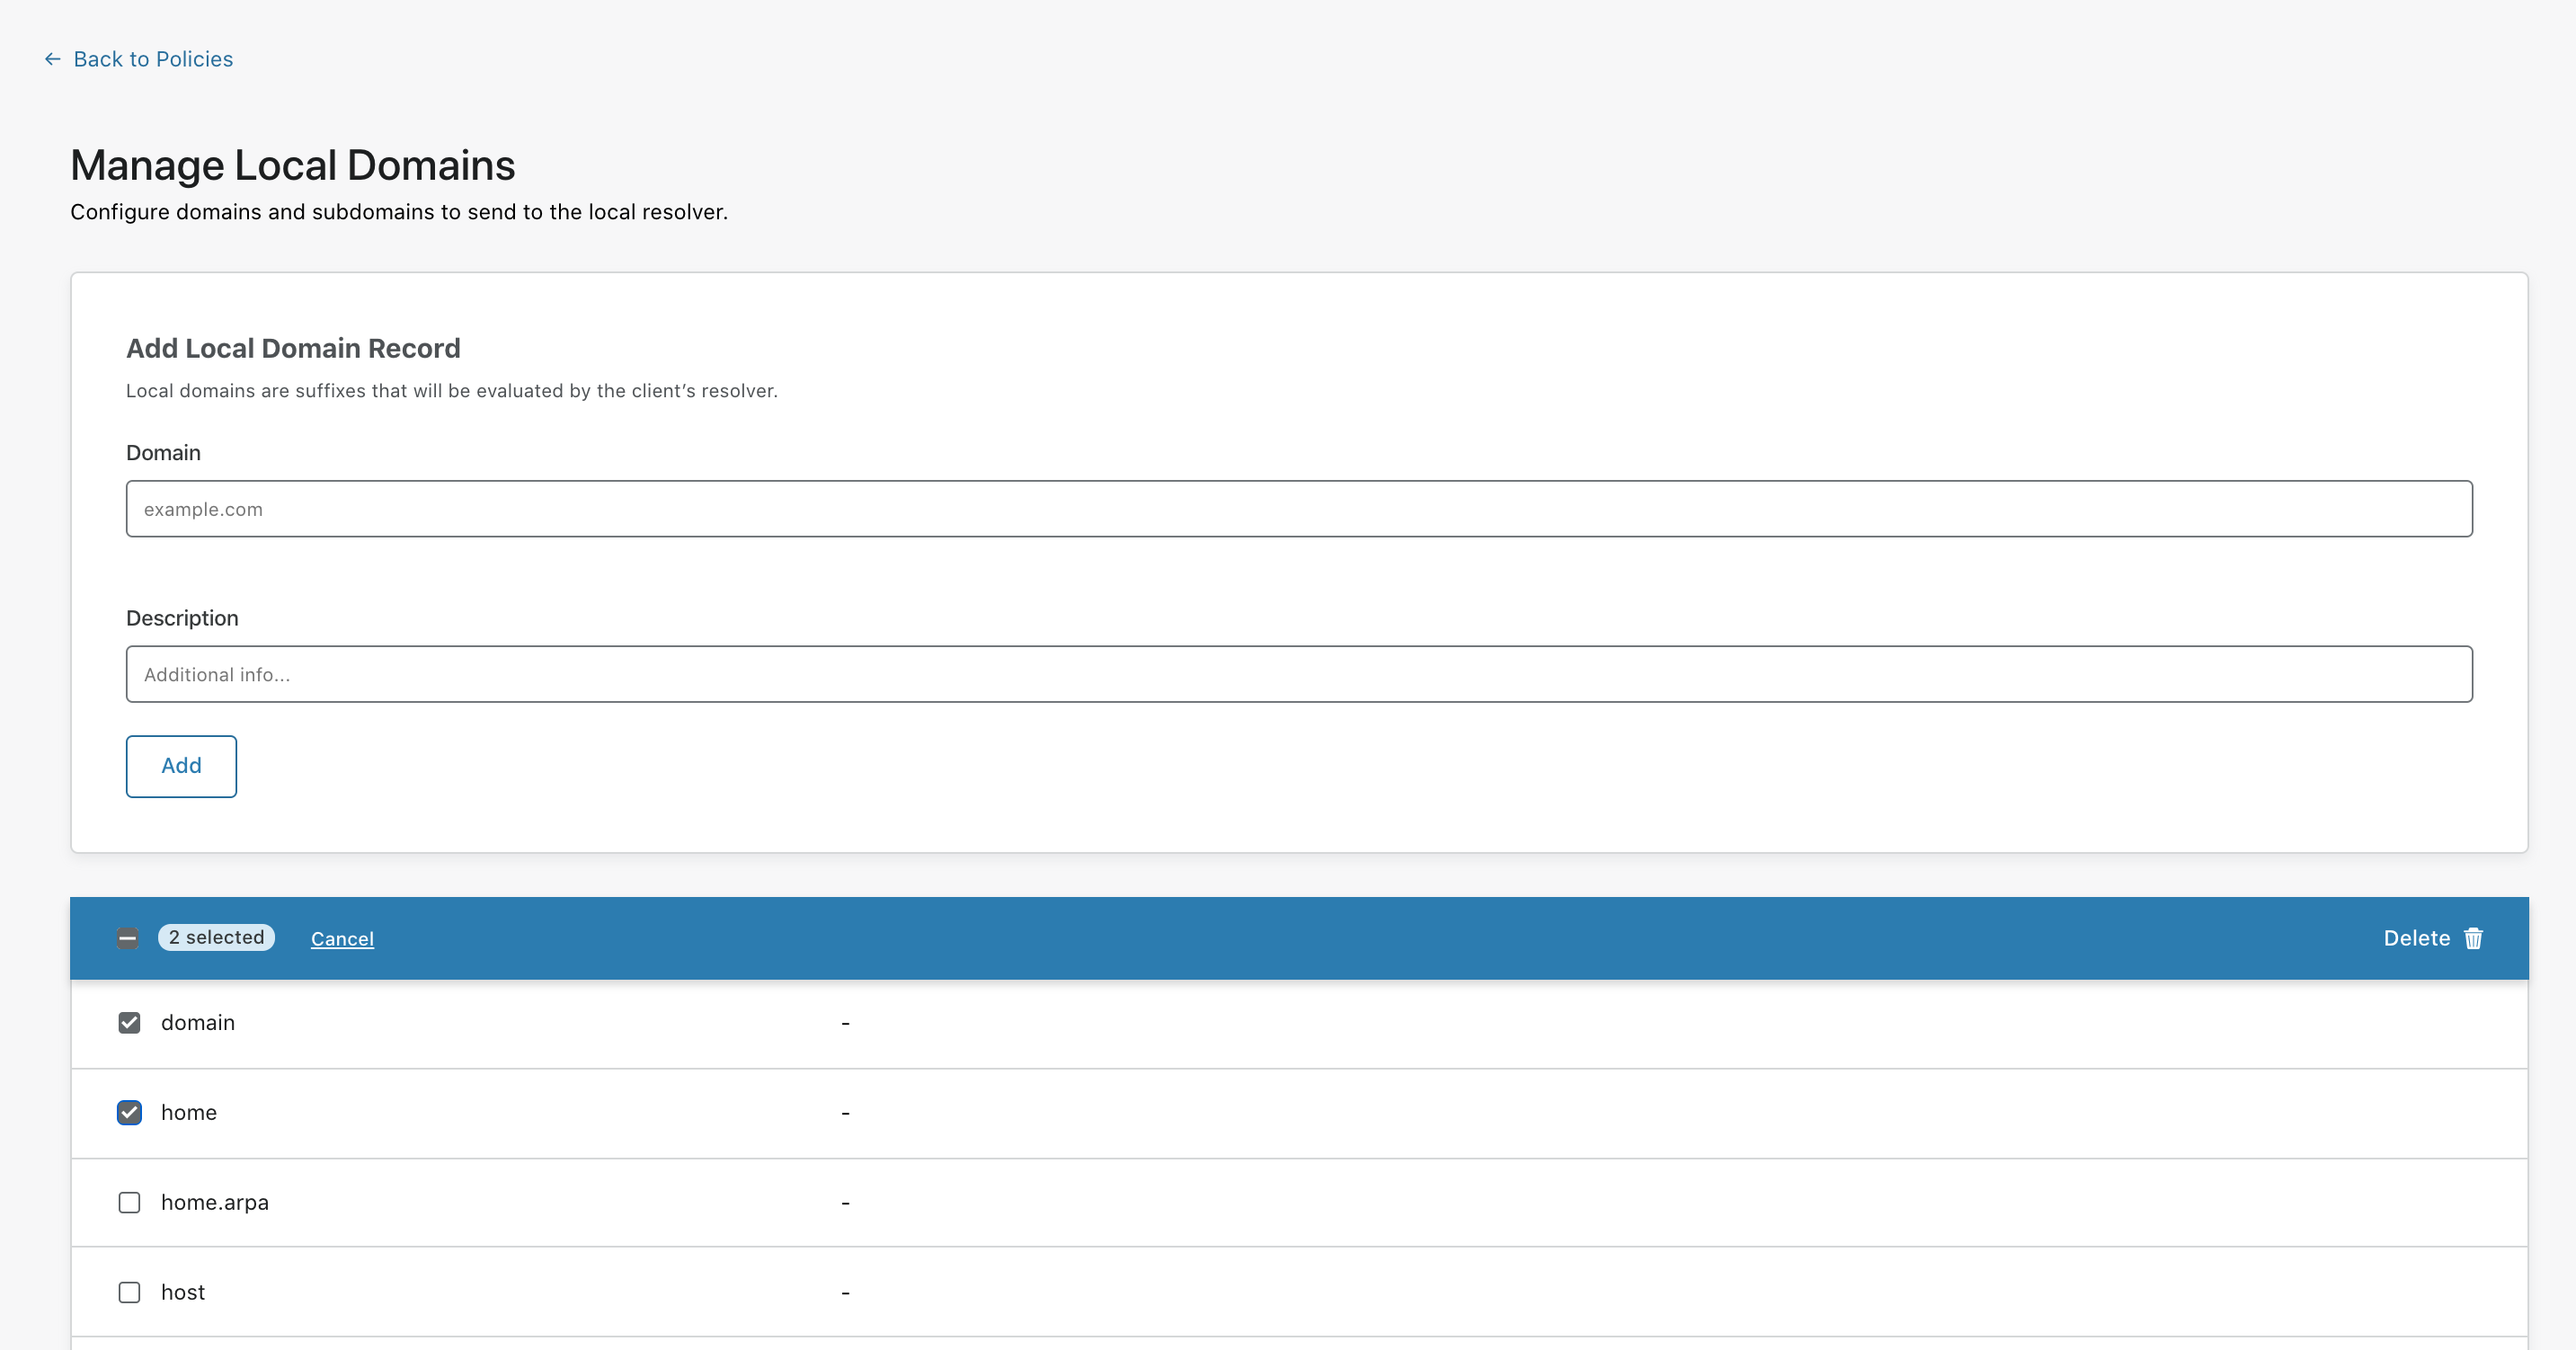 ← Back to Policies
Manage Local Domains
Configure domains and subdomains to send to the local resolver.
Add Local Domain Record
Local domains are suffixes that will be evaluated by the client’s resolver.
Domain
example.com
Description
Additional info...
Add
2 selected Cancel Delete
domain -
home -
home.arpa -
host -